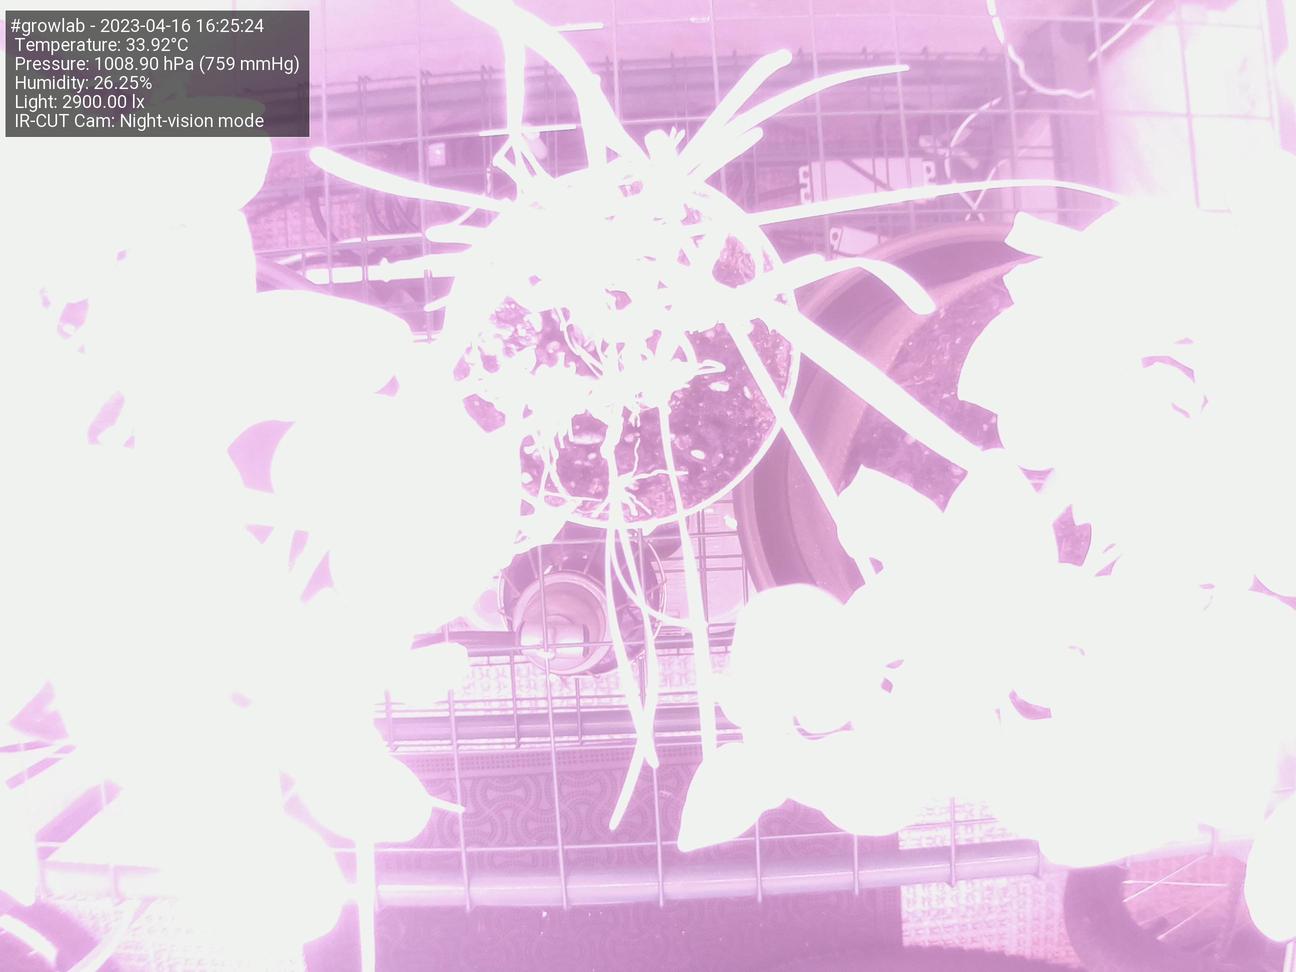 #growlab - 2023-04-16 16:25:24
Temperature: 33.92°C
Pressure: 1008.90 hPa (759 mmHg)
Humidity: 26.25%
Light: 2900.00 lx
IR-CUT Cam: Night-vision mode